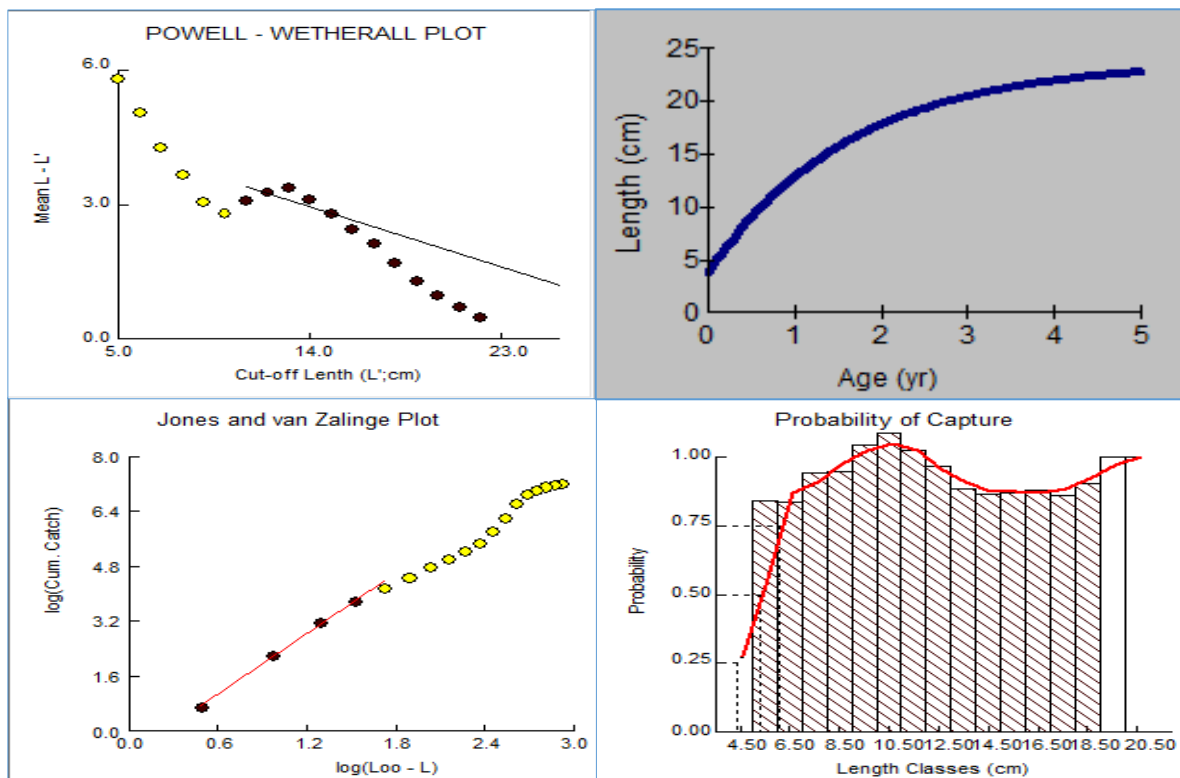 POWELL - WETHERALL PLOT
6.0
3.0
0.0
Mean L - L'
5.0 14.0 23.0
Cut-off Lenth (L';cm)
25
20
15
10
5
0
Length (cm)
0 1 2 3 4 5
Age (yr)
Jones and van Zalinge Plot
8.0
6.4
4.8
3.2
1.6
0.0
log(Cum. Catch)
0.0 0.6 1.2 1.8 2.4 3.0
log(Loo - L)
Probability of Capture
1.00
0.75
0.50
0.25
0.00
Probability
4.50 6.50 8.50 10.50 12.50 14.50 16.50 18.50 20.50
Length Classes (cm)